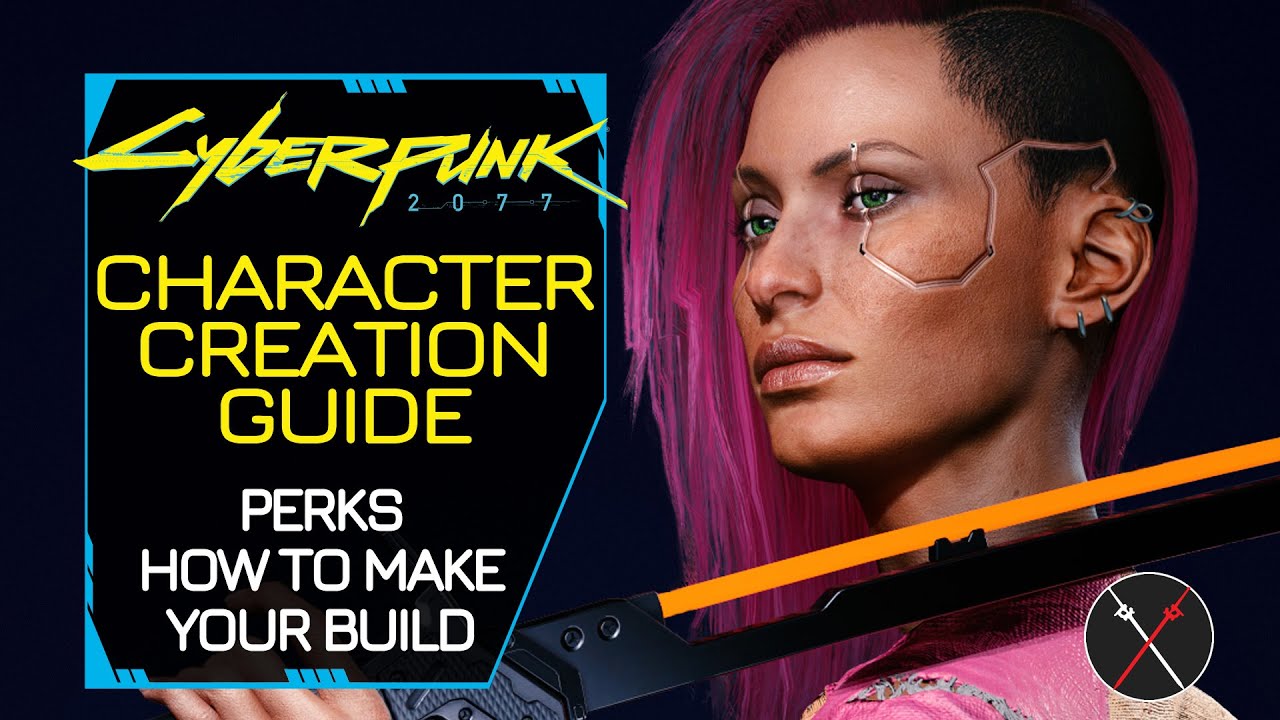 CYBERPUNK
2077
CHARACTER
CREATION
GUIDE
PERKS
HOW TO MAKE
YOUR BUILD